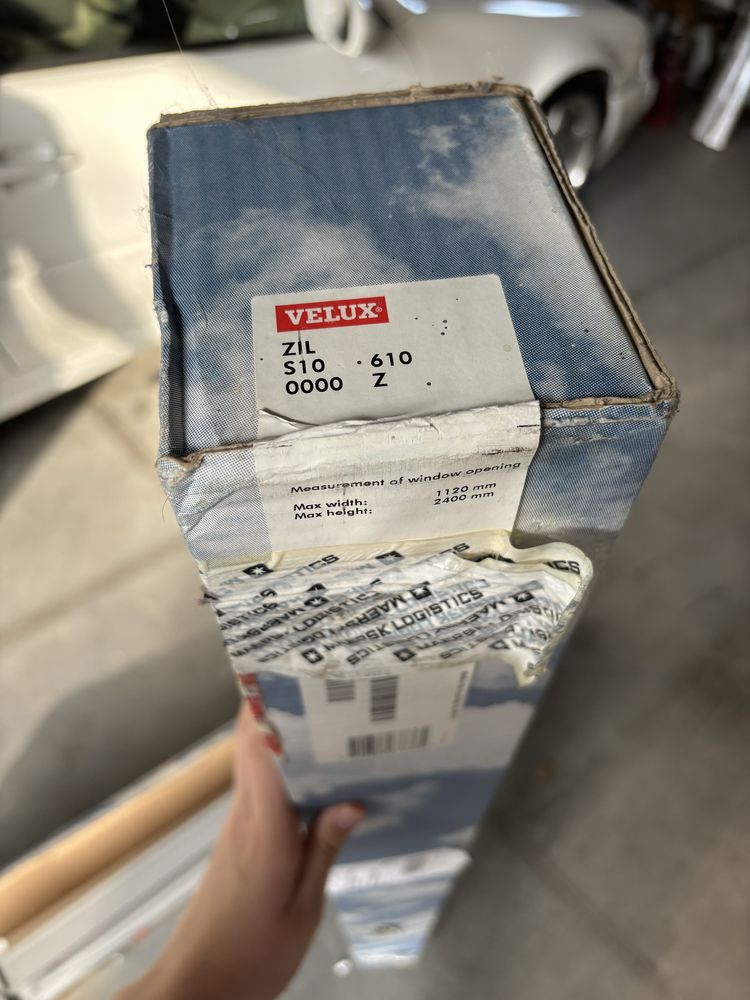 VELUX®
ZIL
S10 610
0000 Z
Measurement of window opening
Max width: 1120 mm
Max height: 2400 mm
MAERSK LOGISTICS